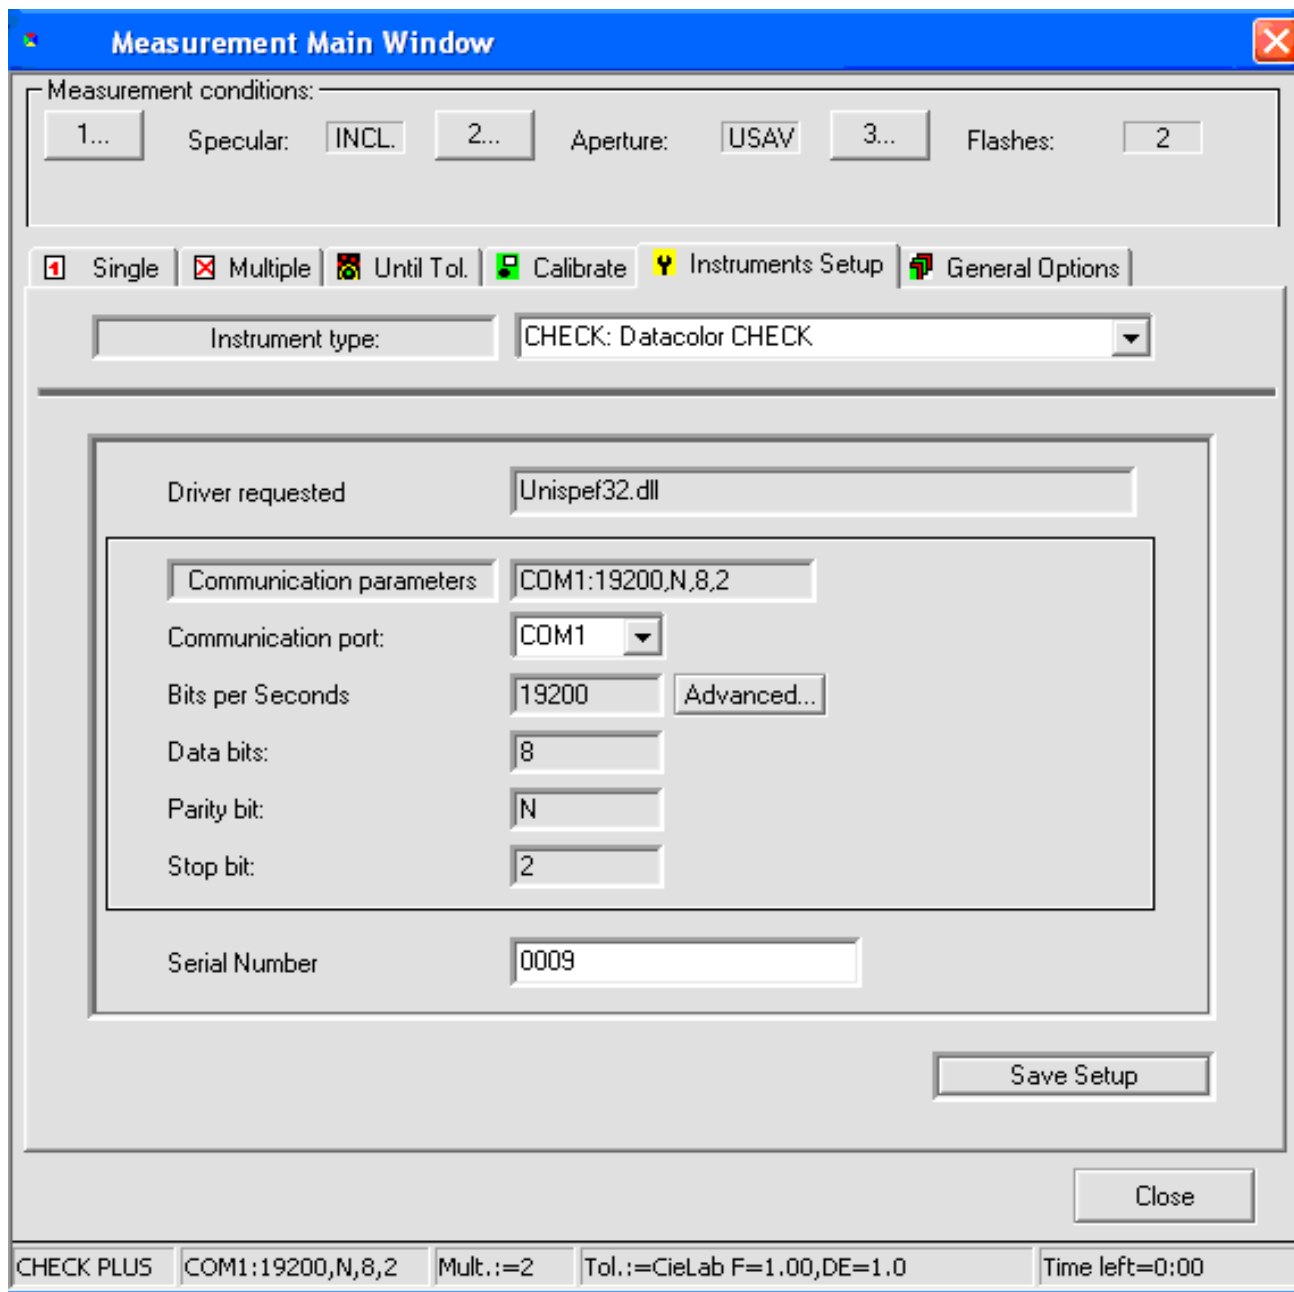 Measurement Main Window
Measurement conditions:
1... Specular: INCL. 2... Aperture: USAV 3... Flashes: 2
1 Single Multiple Until Tol. Calibrate Instruments Setup General Options
Instrument type: CHECK: Datacolor CHECK
Driver requested Unispef32.dll
Communication parameters COM1:19200,N,8,2
Communication port: COM1
Bits per Seconds 19200 Advanced...
Data bits: 8
Parity bit: N
Stop bit: 2
Serial Number 0009
Save Setup
Close
CHECK PLUS COM1:19200,N,8,2 Mult.:=2 Tol.:=CieLab F=1.00,DE=1.0 Time left=0:00